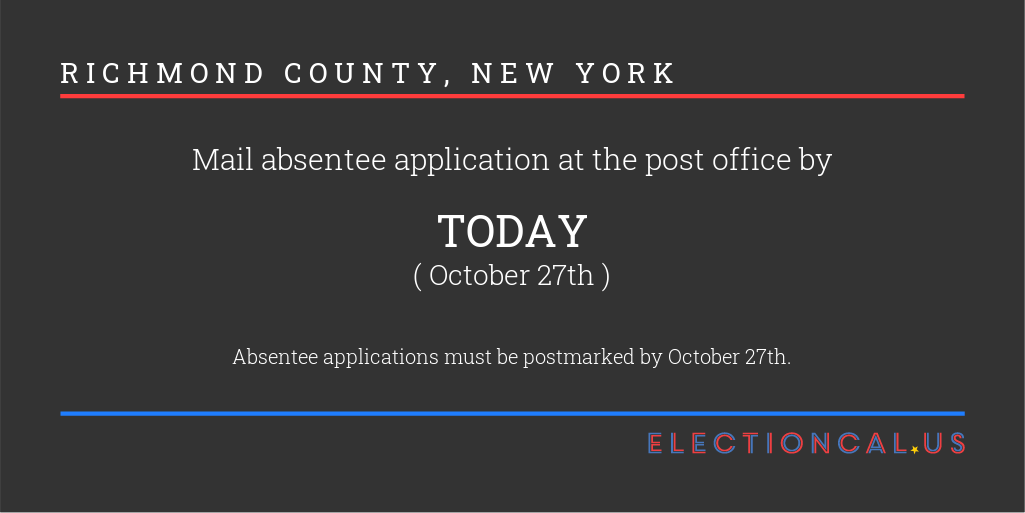 RICHMOND COUNTY, NEW YORK
Mail absentee application at the post office by
TODAY
( October 27th )
Absentee applications must be postmarked by October 27th.
ELECTIONCAL.US